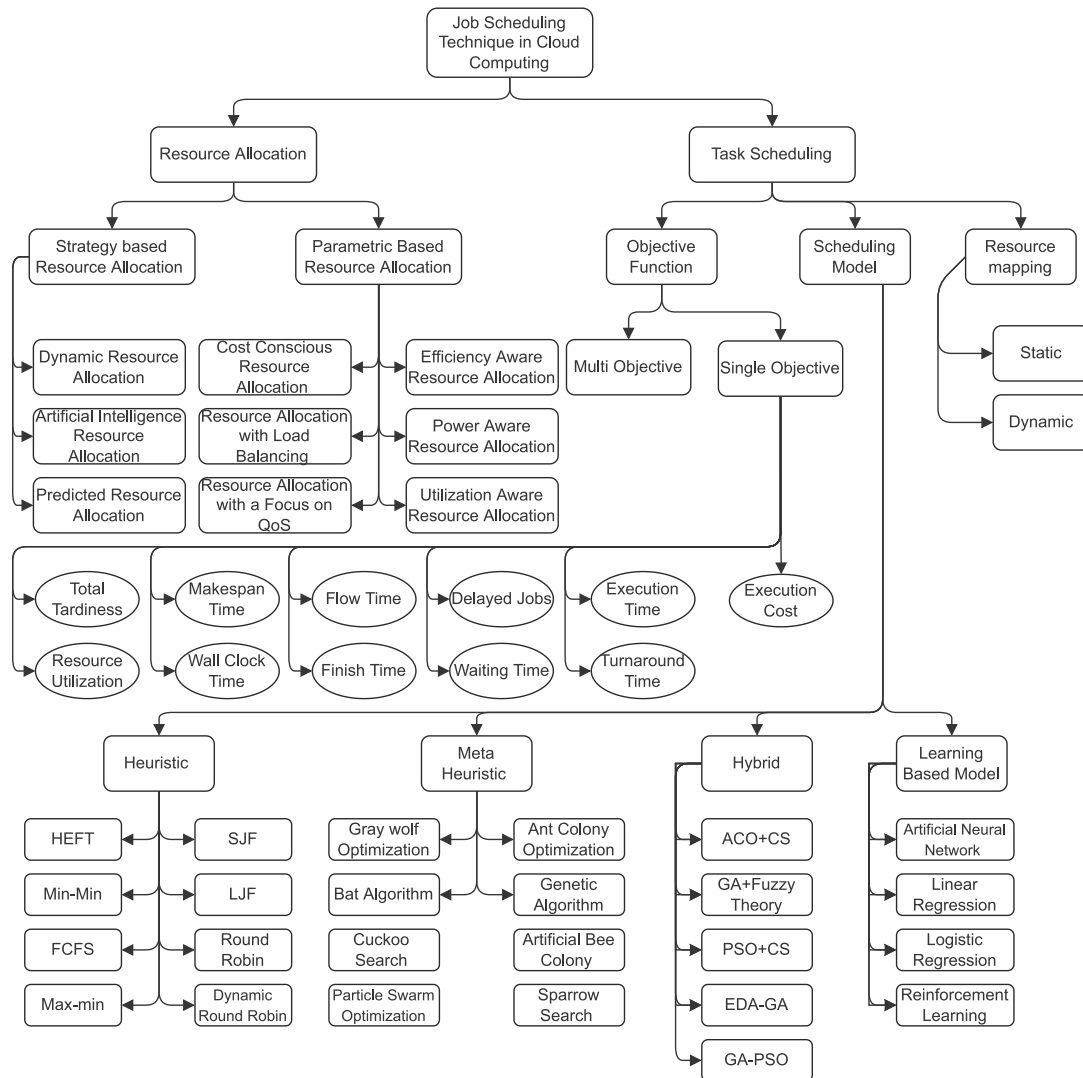 Job Scheduling
Technique in Cloud
Computing
Resource Allocation
Task Scheduling
Strategy based
Resource Allocation
Parametric Based
Resource Allocation
Objective
Function
Scheduling
Model
Resource
mapping
Dynamic Resource
Allocation
Cost Conscious
Resource
Allocation
Efficiency Aware
Resource Allocation
Multi Objective
Single Objective
Static
Artificial Intelligence
Resource
Allocation
Resource Allocation
with Load
Balancing
Power Aware
Resource Allocation
Dynamic
Predicted Resource
Allocation
Resource Allocation
with a Focus on
QoS
Utilization Aware
Resource Allocation
Total
Tardiness
Makespan
Time
Flow Time
Delayed Jobs
Execution
Time
Execution
Cost
Resource
Utilization
Wall Clock
Time
Finish Time
Waiting Time
Turnaround
Time
Heuristic
Meta
Heuristic
Hybrid
Learning
Based Model
HEFT
SJF
Gray wolf
Optimization
Ant Colony
Optimization
ACO+CS
Artificial Neural
Network
Min-Min
LJF
Bat Algorithm
Genetic
Algorithm
GA+Fuzzy
Theory
Linear
Regression
FCFS
Round
Robin
Cuckoo
Search
Artificial Bee
Colony
PSO+CS
Logistic
Regression
Max-min
Dynamic
Round Robin
Particle Swarm
Optimization
Sparrow
Search
EDA-GA
Reinforcement
Learning
GA-PSO